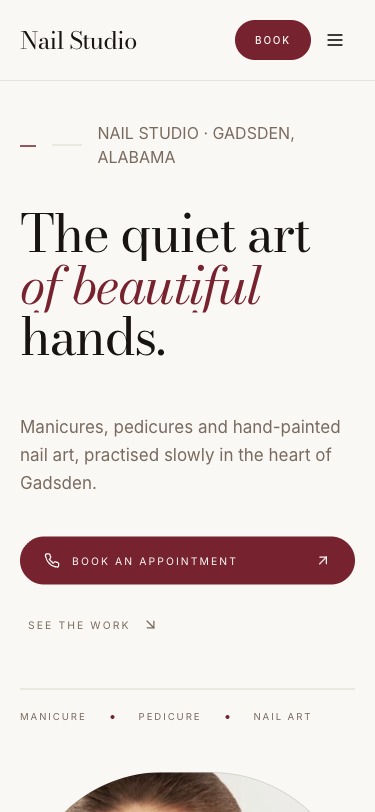 Nail Studio
BOOK
NAIL STUDIO · GADSDEN,
ALABAMA
The quiet art
of beautiful
hands.
Manicures, pedicures and hand-painted
nail art, practised slowly in the heart of
Gadsden.
BOOK AN APPOINTMENT
SEE THE WORK
MANICURE • PEDICURE • NAIL ART